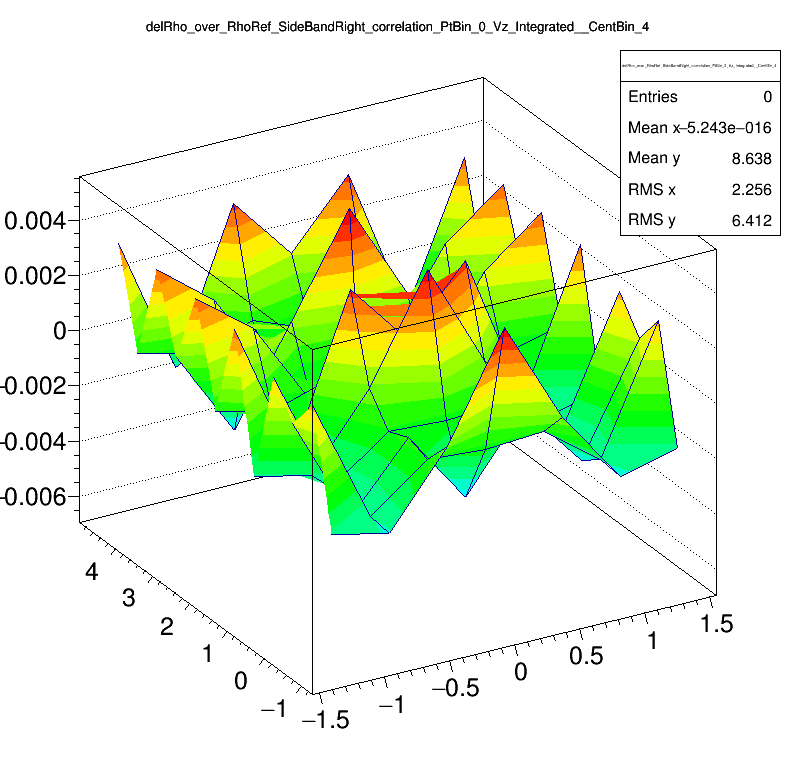 delRho_over_RhoRef_SideBandRight_correlation_PtBin_0_Vz_Integrated__CentBin_4
delRho_over_RhoRef_SideBandRight_correlation_PtBin_0_Vz_Integrated__CentBin_4
Entries 0
Mean x −5.243e−016
Mean y 8.638
RMS x 2.256
RMS y 6.412
0.004
0.002
0
−0.002
−0.004
−0.006
4
3
2
1
0
−1
−1.5
−1
−0.5
0
0.5
1
1.5